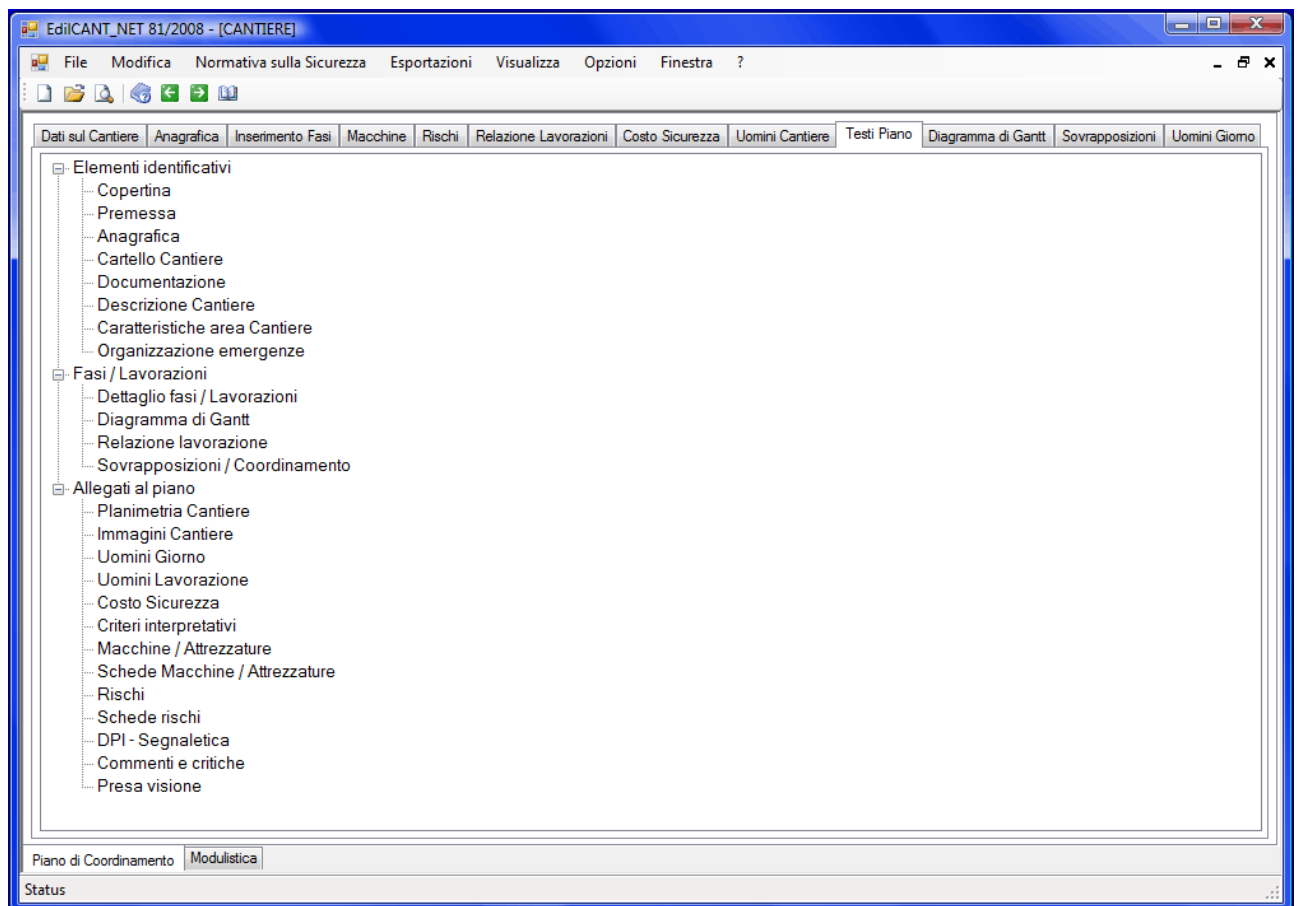 EdilCANT_NET 81/2008 - [CANTIERE]
File Modifica Normativa sulla Sicurezza Esportazioni Visualizza Opzioni Finestra ?
Dati sul Cantiere Anagrafica Inserimento Fasi Macchine Rischi Relazione Lavorazioni Costo Sicurezza Uomini Cantiere Testi Piano Diagramma di Gantt Sovrapposizioni Uomini Giorno
Elementi identificativi
Copertina
Premessa
Anagrafica
Cartello Cantiere
Documentazione
Descrizione Cantiere
Caratteristiche area Cantiere
Organizzazione emergenze
Fasi / Lavorazioni
Dettaglio fasi / Lavorazioni
Diagramma di Gantt
Relazione lavorazione
Sovrapposizioni / Coordinamento
Allegati al piano
Planimetria Cantiere
Immagini Cantiere
Uomini Giorno
Uomini Lavorazione
Costo Sicurezza
Criteri interpretativi
Macchine / Attrezzature
Schede Macchine / Attrezzature
Rischi
Schede rischi
DPI - Segnaletica
Commenti e critiche
Presa visione
Piano di Coordinamento Modulistica
Status